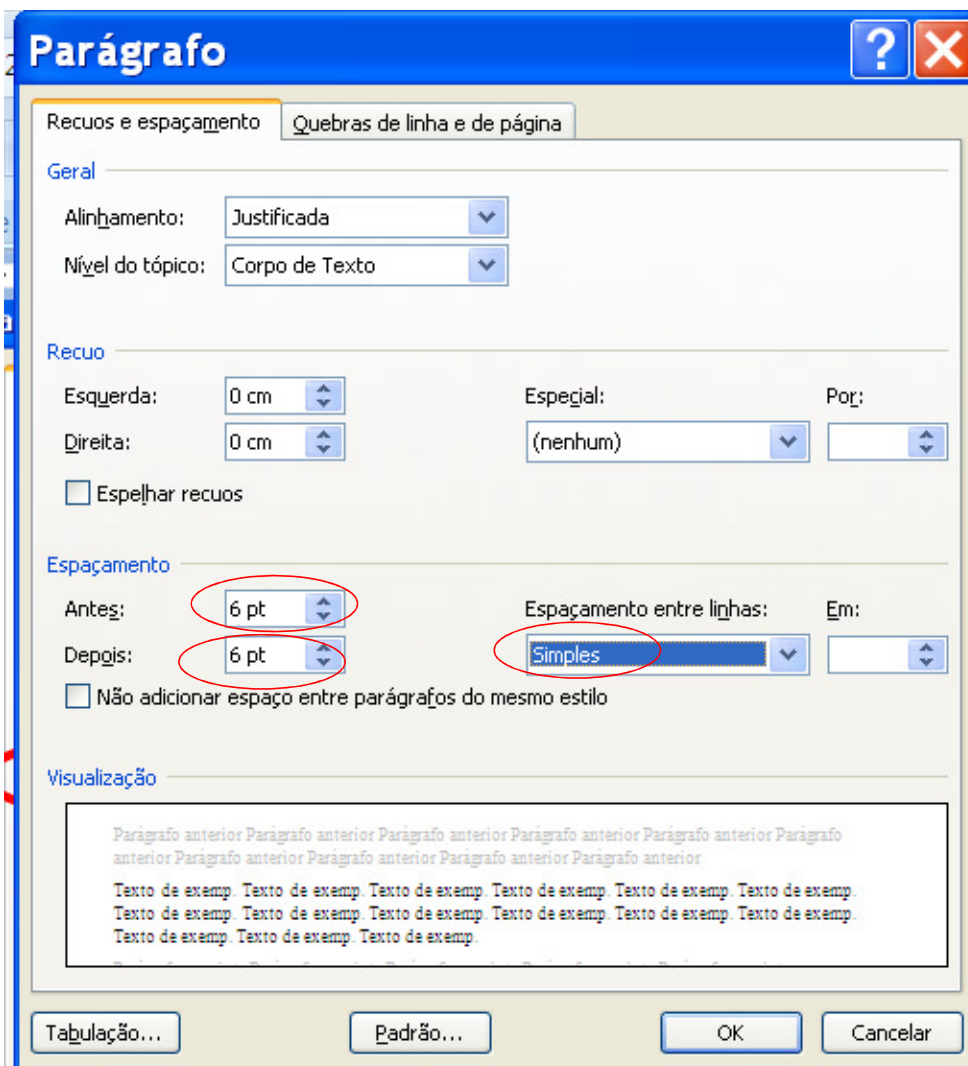 Parágrafo
Recuos e espaçamento Quebras de linha e de página
Geral
Alinhamento: Justificada
Nível do tópico: Corpo de Texto
Recuo
Esquerda: 0 cm Especial: Por:
Direita: 0 cm (nenhum)
Espelhar recuos
Espaçamento
Antes: 6 pt Espaçamento entre linhas: Em:
Depois: 6 pt Simples
Não adicionar espaço entre parágrafos do mesmo estilo
Visualização
Parágrafo anterior Parágrafo anterior Parágrafo anterior Parágrafo anterior Parágrafo anterior Parágrafo
anterior Parágrafo anterior Parágrafo anterior Parágrafo anterior Parágrafo anterior
Texto de exemp. Texto de exemp. Texto de exemp. Texto de exemp. Texto de exemp. Texto de exemp.
Texto de exemp. Texto de exemp. Texto de exemp. Texto de exemp. Texto de exemp. Texto de exemp.
Texto de exemp. Texto de exemp. Texto de exemp.
Tabulação... Padrão... OK Cancelar